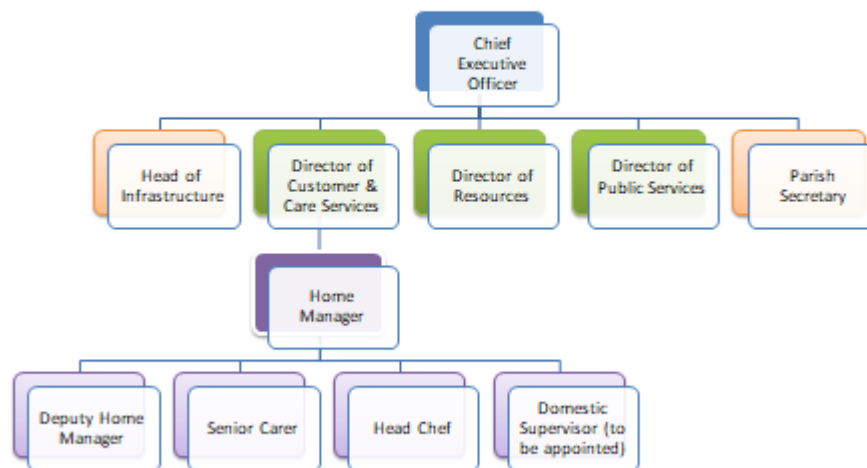 Chief
Executive
Officer
Head of
Infrastructure
Director of
Customer &
Care Services
Director of
Resources
Director of
Public Services
Parish
Secretary
Home
Manager
Deputy Home
Manager
Senior Carer
Head Chef
Domestic
Supervisor (to
be appointed)